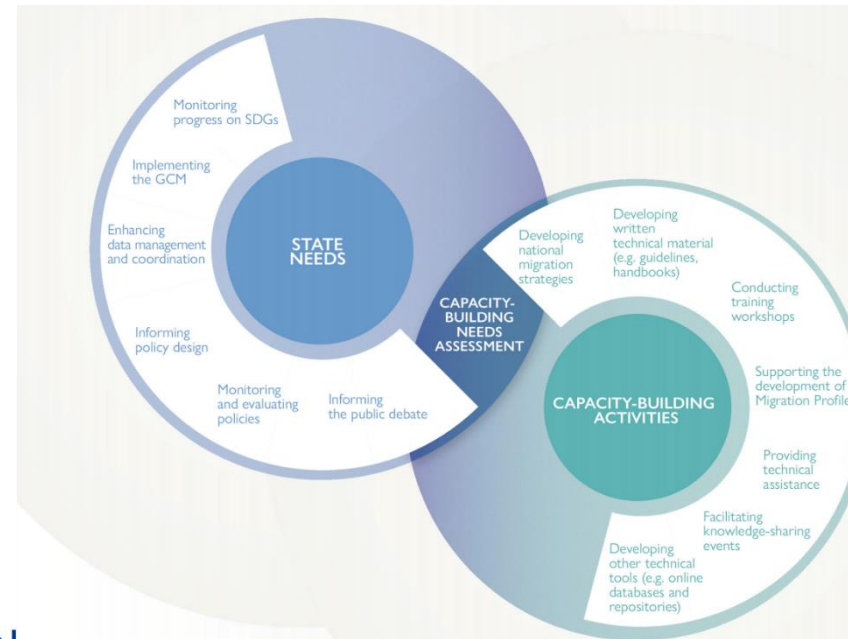 Monitoring
progress on SDGs
Implementing
the GCM
Enhancing
data management
and coordination
Informing
policy design
Monitoring
and evaluating
policies
Informing
the public debate
STATE
NEEDS
CAPACITY-
BUILDING
NEEDS
ASSESSMENT
Developing
national
migration
strategies
Developing
written
technical material
(e.g. guidelines,
handbooks)
Conducting
training
workshops
Supporting the
development of
Migration Profile
Providing
technical
assistance
Facilitating
knowledge-sharing
events
Developing
other technical
tools (e.g. online
databases and
repositories)
CAPACITY-BUILDING
ACTIVITIES